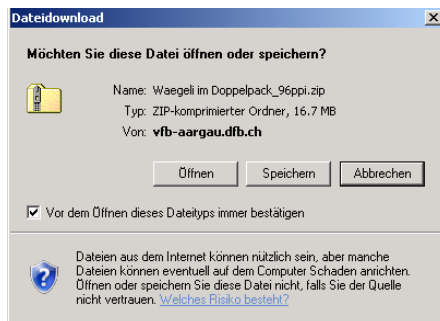 Dateidownload
Möchten Sie diese Datei öffnen oder speichern?
Name: Waegeli im Doppelpack_96ppi.zip
Typ: ZIP-komprimierter Ordner, 16.7 MB
Von: vfb-aargau.dfb.ch
Öffnen Speichern Abbrechen
Vor dem Öffnen dieses Dateityps immer bestätigen
Dateien aus dem Internet können nützlich sein, aber manche
Dateien können eventuell auf dem Computer Schaden anrichten.
Öffnen oder speichern Sie diese Datei nicht, falls Sie der Quelle
nicht vertrauen. Welches Risiko besteht?